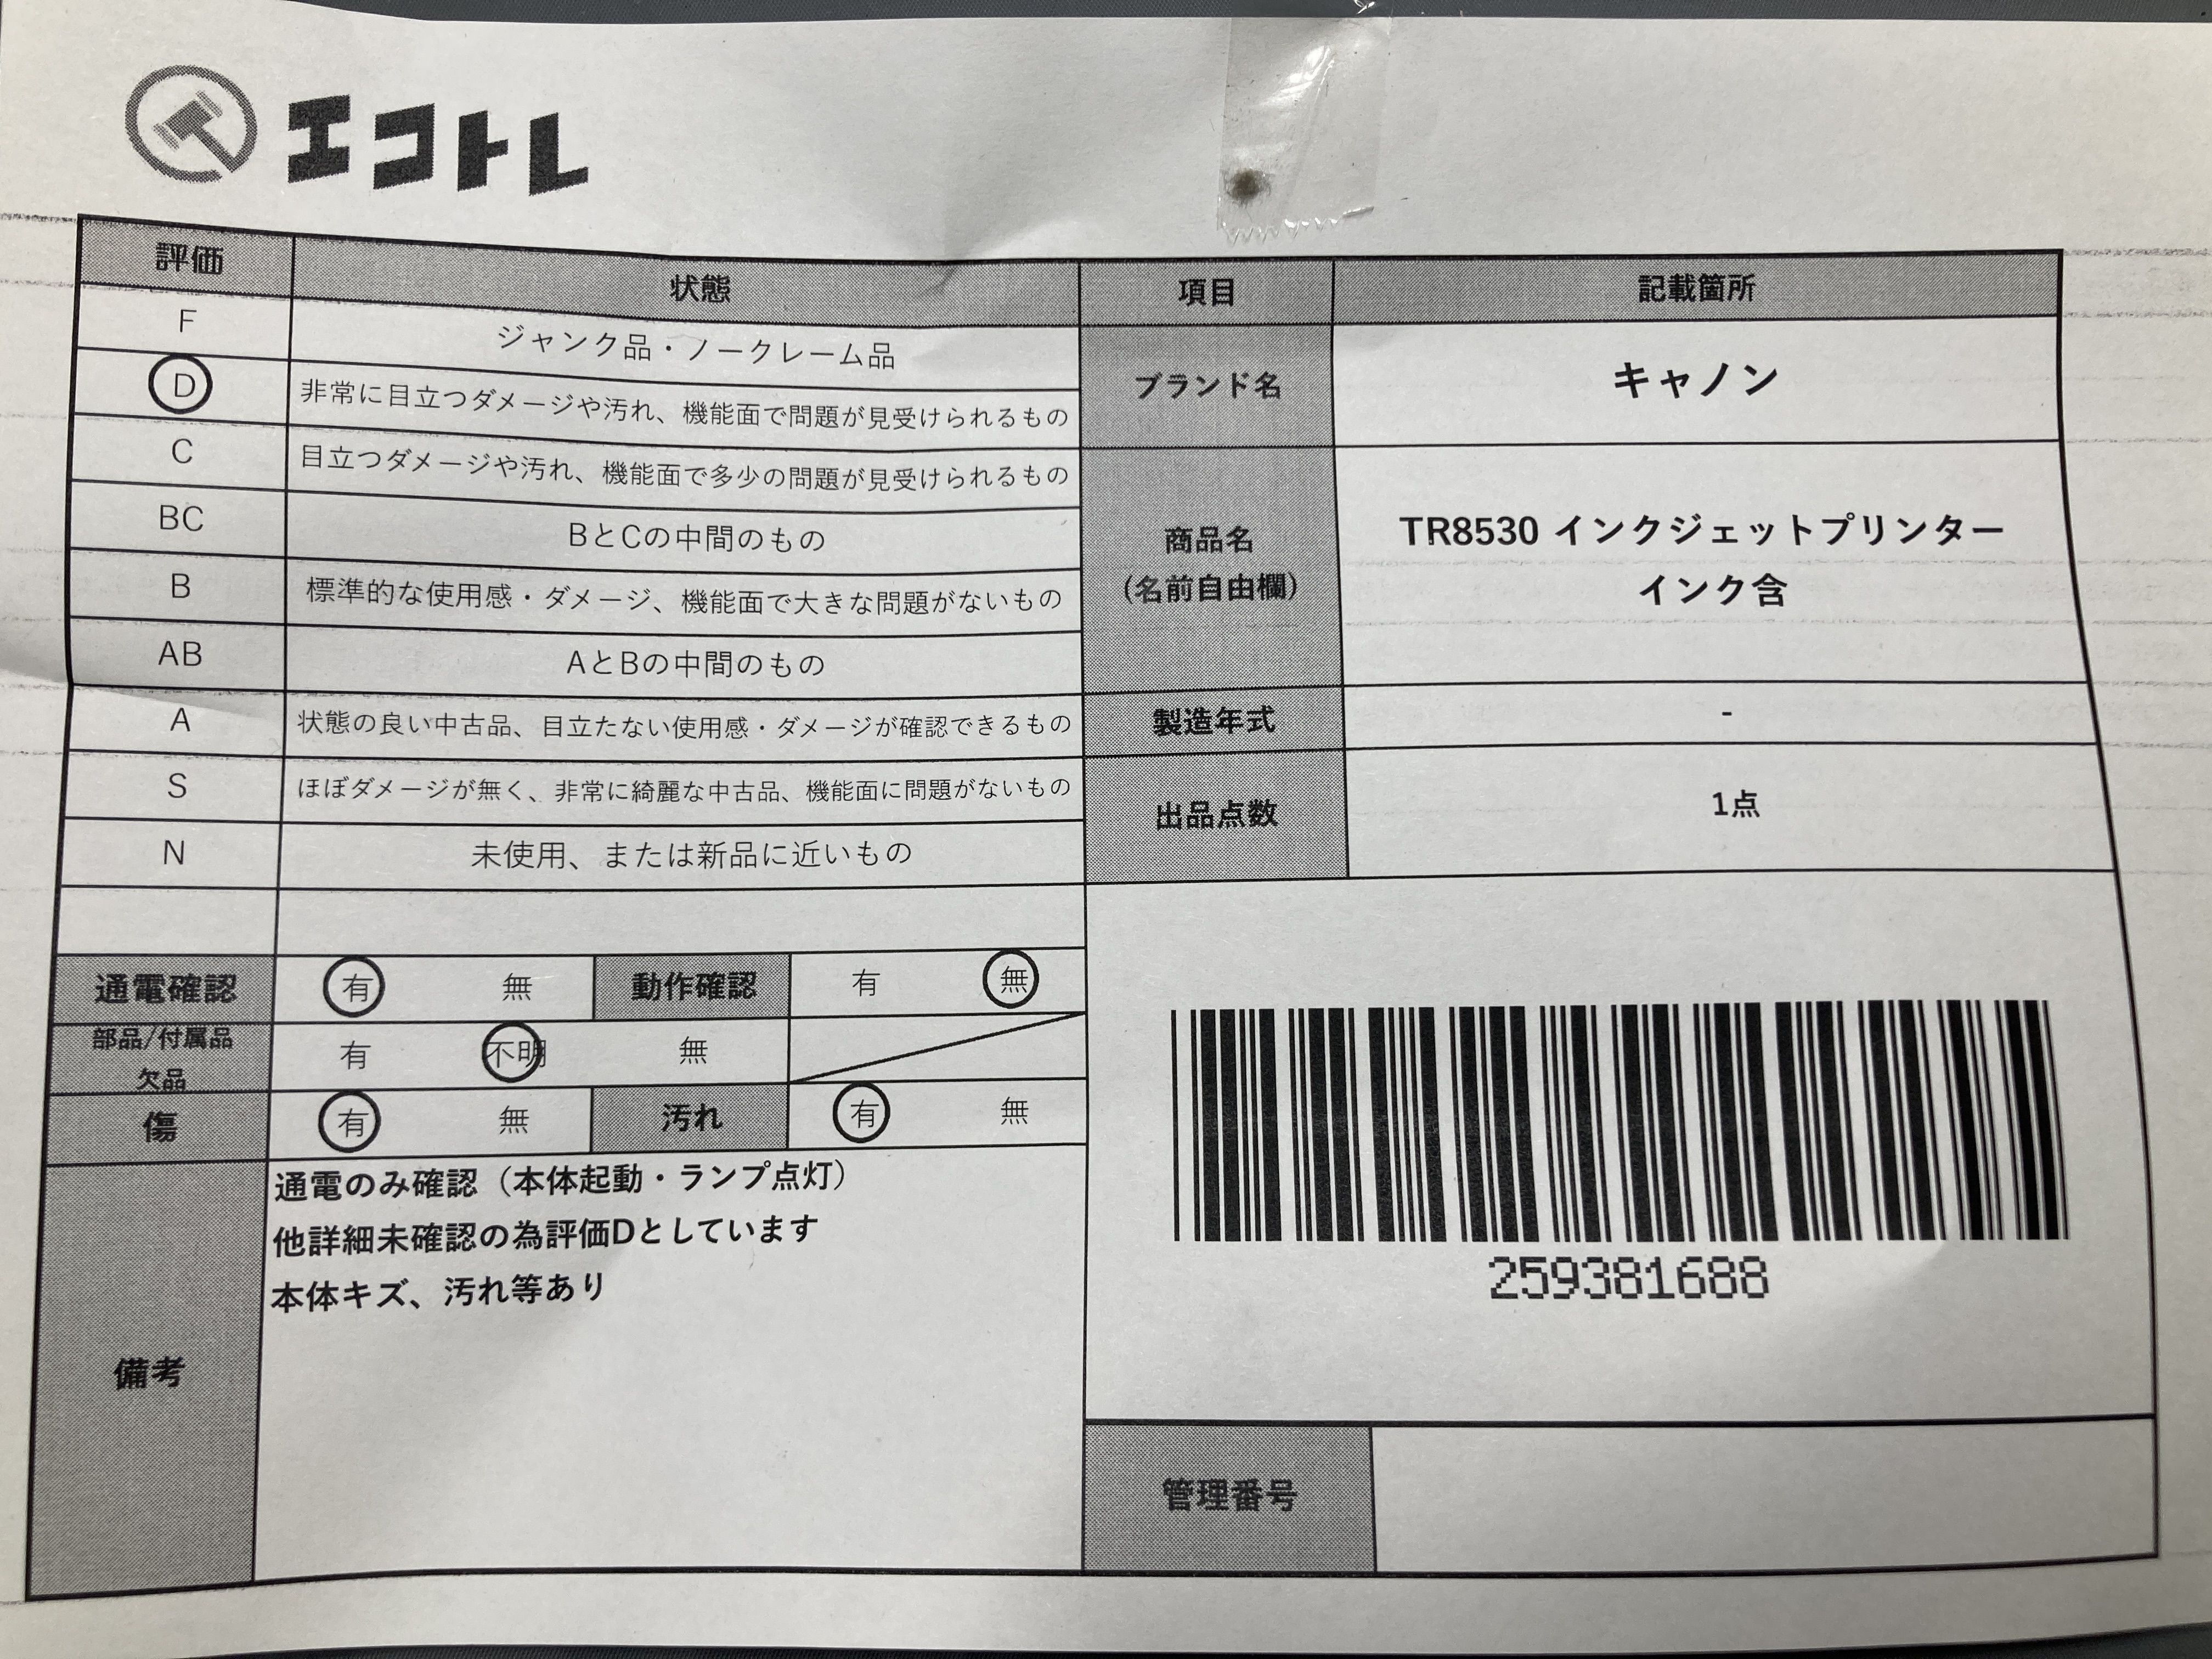 エコトレ
評価 状態 項目 記載箇所
F ジャンク品・ノークレーム品
D 非常に目立つダメージや汚れ、機能面で問題が見受けられるもの
C 目立つダメージや汚れ、機能面で多少の問題が見受けられるもの
BC BとCの中間のもの
B 標準的な使用感・ダメージ、機能面で大きな問題がないもの
AB AとBの中間のもの
A 状態の良い中古品、目立たない使用感・ダメージが確認できるもの
S ほぼダメージが無く、非常に綺麗な中古品、機能面に問題がないもの
N 未使用、または新品に近いもの
ブランド名 キャノン
商品名
(名前自由欄)
TR8530 インクジェットプリンター
インク含
製造年式 -
出品点数 1点
通電確認 有 無 動作確認 有 無
部品/付属品
欠品
有 不明 無
傷 有 無 汚れ 有 無
備考
通電のみ確認（本体起動・ランプ点灯）
他詳細未確認の為評価Dとしています
本体キズ、汚れ等あり
259381688
管理番号